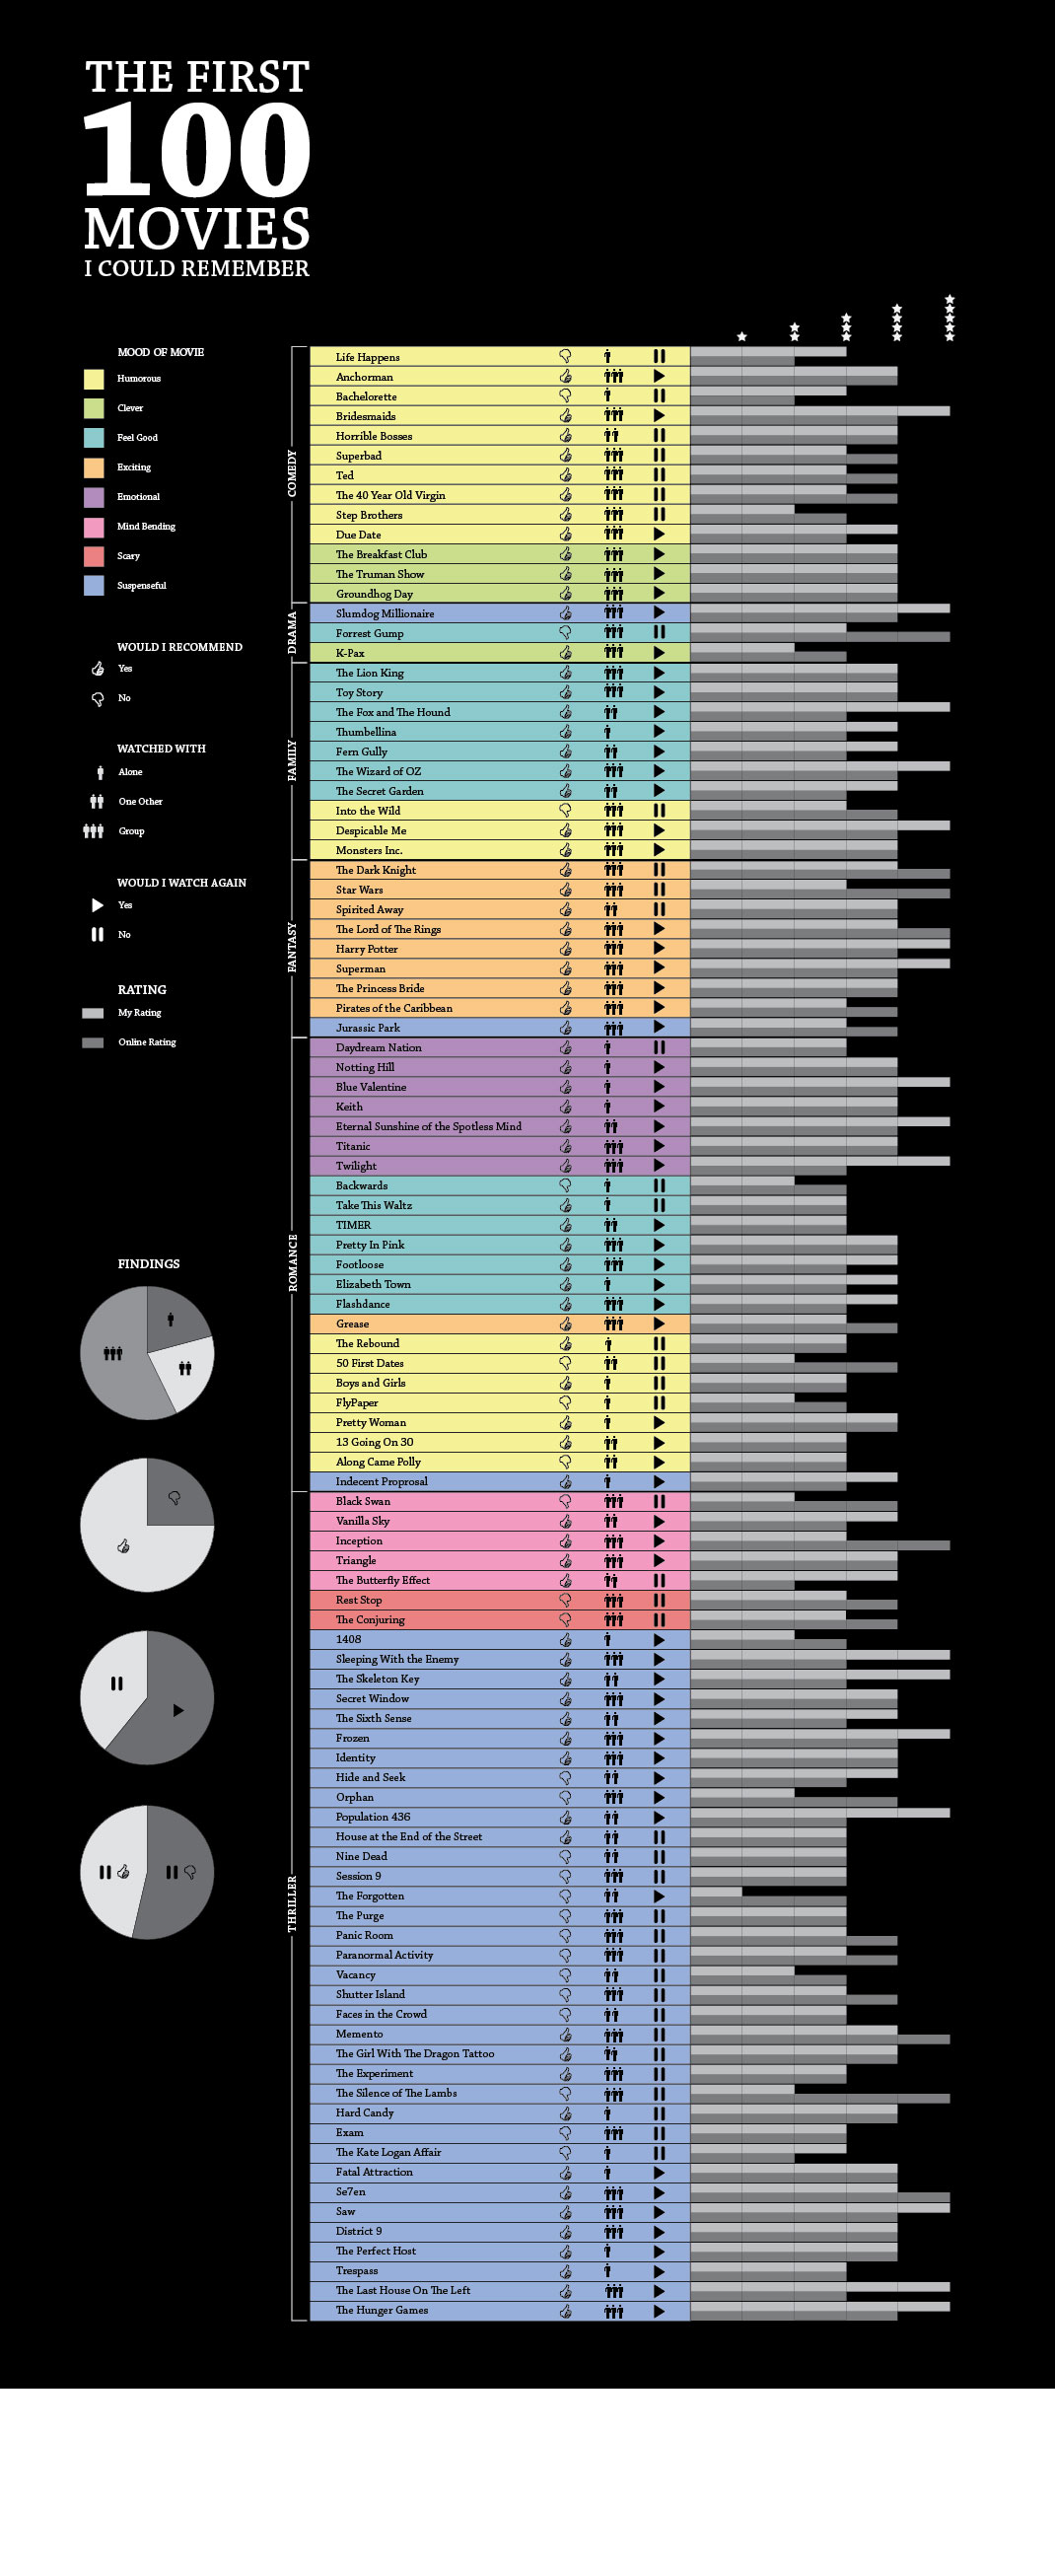 THE FIRST
100
MOVIES
I COULD REMEMBER
MOOD OF MOVIE
Humorous
Clever
Feel Good
Exciting
Emotional
Mind Bending
Scary
Suspenseful
WOULD I RECOMMEND
Yes
No
WATCHED WITH
Alone
One Other
Group
WOULD I WATCH AGAIN
Yes
No
RATING
My Rating
Online Rating
FINDINGS
COMEDY
Life Happens
Anchorman
Bachelorette
Bridesmaids
Horrible Bosses
Superbad
Ted
The 40 Year Old Virgin
Step Brothers
Due Date
The Breakfast Club
The Truman Show
Groundhog Day
DRAMA
Slumdog Millionaire
Forrest Gump
K-Pax
FAMILY
The Lion King
Toy Story
The Fox and The Hound
Thumbellina
Fern Gully
The Wizard of OZ
The Secret Garden
Into the Wild
Despicable Me
Monsters Inc.
FANTASY
The Dark Knight
Star Wars
Spirited Away
The Lord of The Rings
Harry Potter
Superman
The Princess Bride
Pirates of the Caribbean
Jurassic Park
ROMANCE
Daydream Nation
Notting Hill
Blue Valentine
Keith
Eternal Sunshine of the Spotless Mind
Titanic
Twilight
Backwards
Take This Waltz
TIMER
Pretty In Pink
Footloose
Elizabeth Town
Flashdance
Grease
The Rebound
50 First Dates
Boys and Girls
FlyPaper
Pretty Woman
13 Going On 30
Along Came Polly
Indecent Proprosal
THRILLER
Black Swan
Vanilla Sky
Inception
Triangle
The Butterfly Effect
Rest Stop
The Conjuring
1408
Sleeping With the Enemy
The Skeleton Key
Secret Window
The Sixth Sense
Frozen
Identity
Hide and Seek
Orphan
Population 436
House at the End of the Street
Nine Dead
Session 9
The Forgotten
The Purge
Panic Room
Paranormal Activity
Vacancy
Shutter Island
Faces in the Crowd
Memento
The Girl With The Dragon Tattoo
The Experiment
The Silence of The Lambs
Hard Candy
Exam
The Kate Logan Affair
Fatal Attraction
Se7en
Saw
District 9
The Perfect Host
Trespass
The Last House On The Left
The Hunger Games